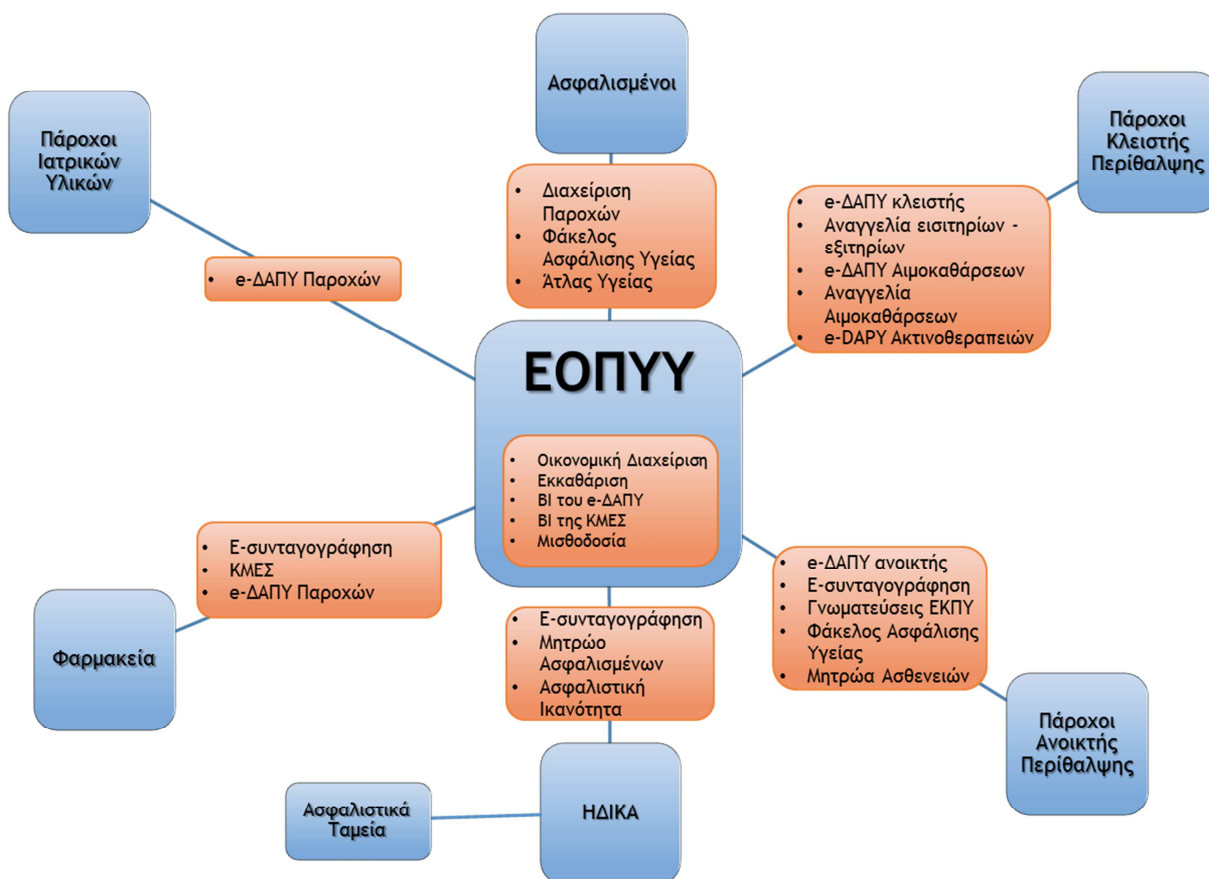 Ασφαλισμένοι
Πάροχοι
Ιατρικών
Υλικών
Πάροχοι
Κλειστής
Περίθαλψης
• Διαχείριση
Παροχών
• Φάκελος
Ασφάλισης Υγείας
• Άτλας Υγείας
• e-ΔΑΠΥ κλειστής
• Αναγγελία εισιτηρίων -
εξιτηρίων
• e-ΔΑΠΥ Αιμοκαθάρσεων
• Αναγγελία
Αιμοκαθάρσεων
• e-DAPY Ακτινοθεραπειών
• e-ΔΑΠΥ Παροχών
ΕΟΠΥΥ
• Οικονομική Διαχείριση
• Εκκαθάριση
• BI του e-ΔΑΠΥ
• BI της ΚΜΕΣ
• Μισθοδοσία
• Ε-συνταγογράφηση
• ΚΜΕΣ
• e-ΔΑΠΥ Παροχών
• e-ΔΑΠΥ ανοικτής
• Ε-συνταγογράφηση
• Γνωματεύσεις ΕΚΠΥ
• Φάκελος Ασφάλισης
Υγείας
• Μητρώα Ασθενειών
• Ε-συνταγογράφηση
• Μητρώο
Ασφαλισμένων
• Ασφαλιστική
Ικανότητα
Φαρμακεία
Πάροχοι
Ανοικτής
Περίθαλψης
Ασφαλιστικά
Ταμεία
ΗΔΙΚΑ